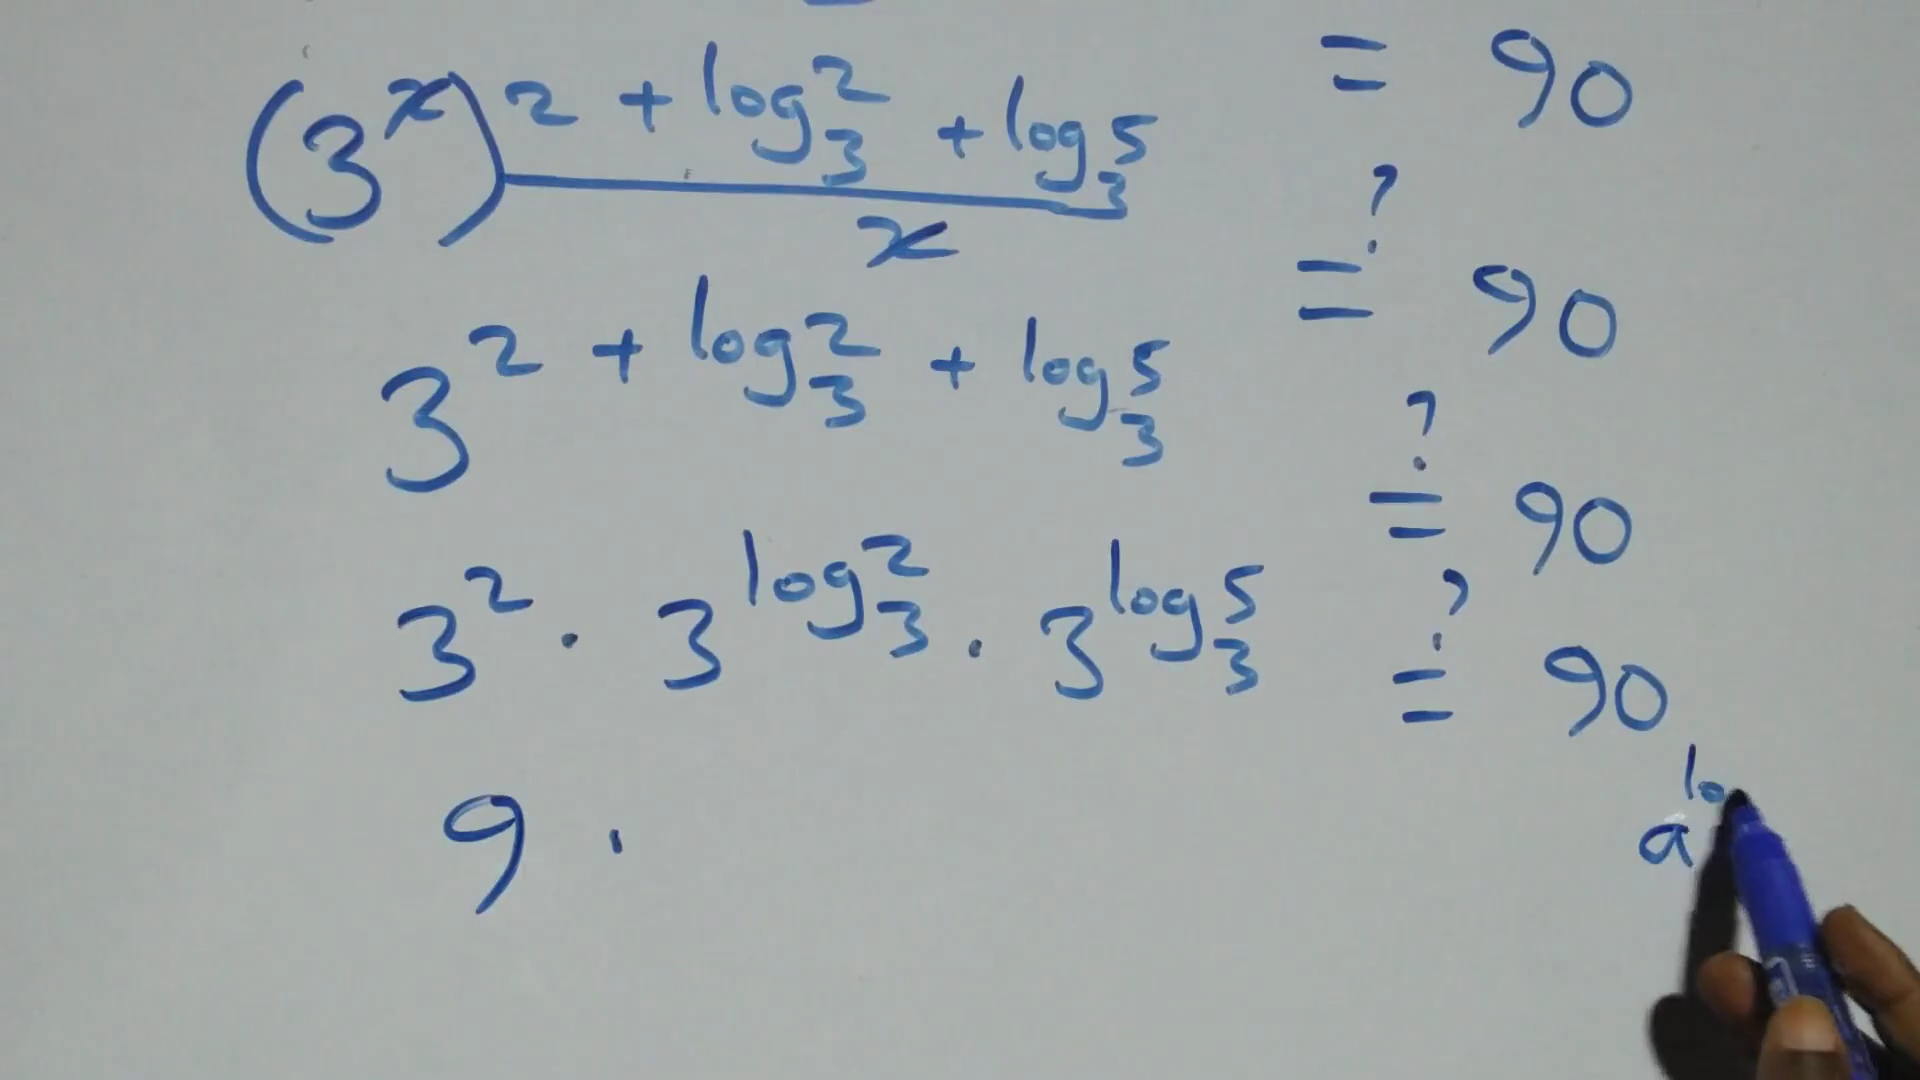 (3^x)^((2 + log_3 2 + log_3 5)/x) = 90
3^(2 + log_3 2 + log_3 5) =? 90
3^2 · 3^(log_3 2) · 3^(log_3 5) =? 90
9 · =? 90
a^lo